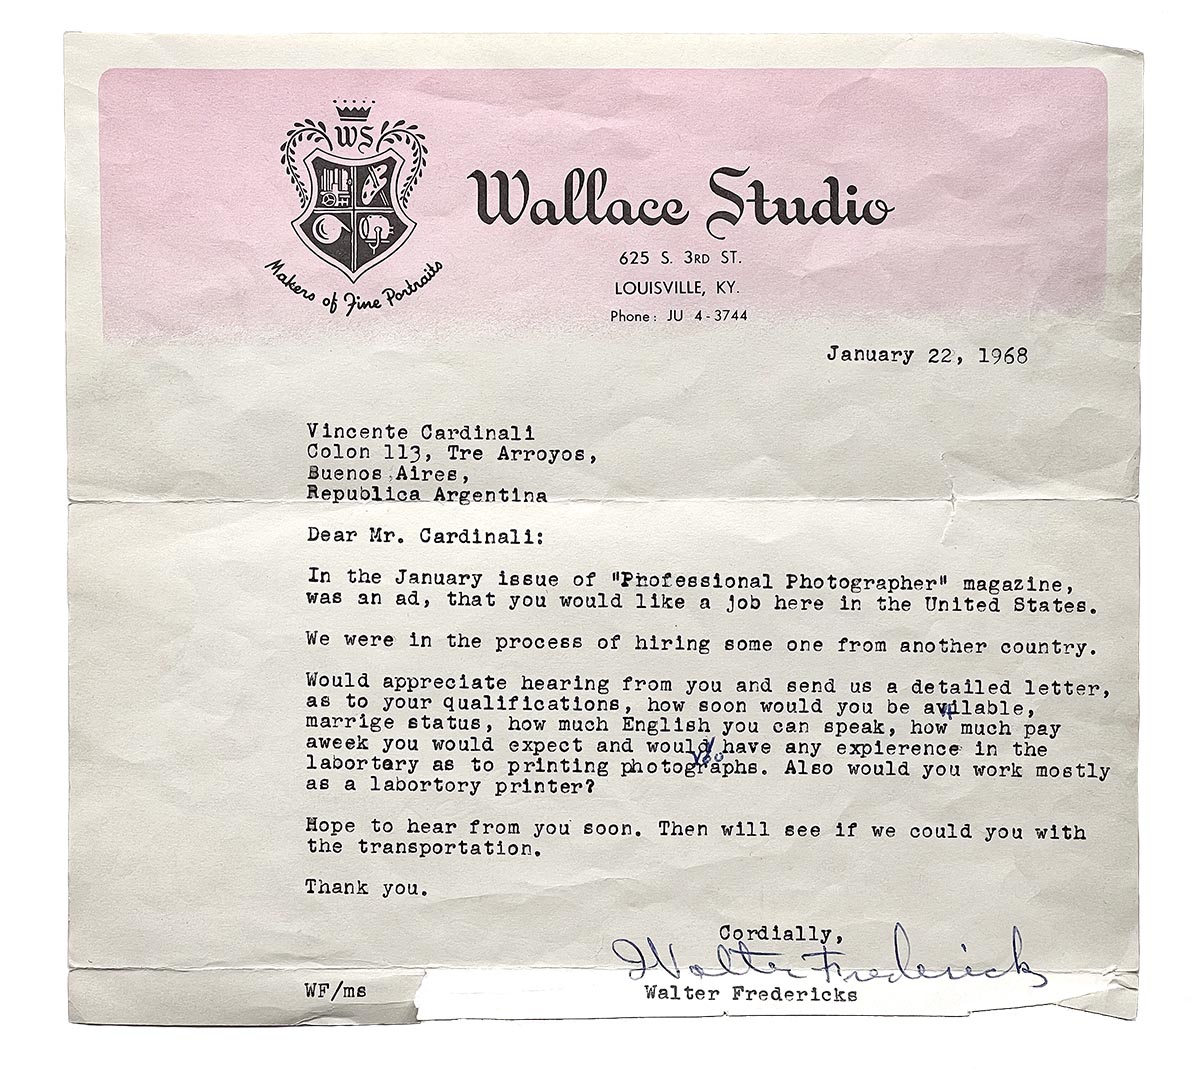 WS
Makers of Fine Portraits
Wallace Studio
625 S. 3RD ST.
LOUISVILLE, KY.
Phone: JU 4-3744
January 22, 1968
Vincente Cardinali
Colon 113, Tre Arroyos,
Buenos Aires,
Republica Argentina
Dear Mr. Cardinali:
In the January issue of "Professional Photographer" magazine,
was an ad, that you would like a job here in the United States.
We were in the process of hiring some one from another country.
Would appreciate hearing from you and send us a detailed letter,
as to your qualifications, how soon would you be available,
marrige status, how much English you can speak, how much pay
aweek you would expect and would you have any expierence in the
labortory as to printing photographs. Also would you work mostly
as a labortory printer?
Hope to hear from you soon. Then will see if we could you with
the transportation.
Thank you.
Cordially,
Walter Fredericks
WF/ms
Walter Fredericks